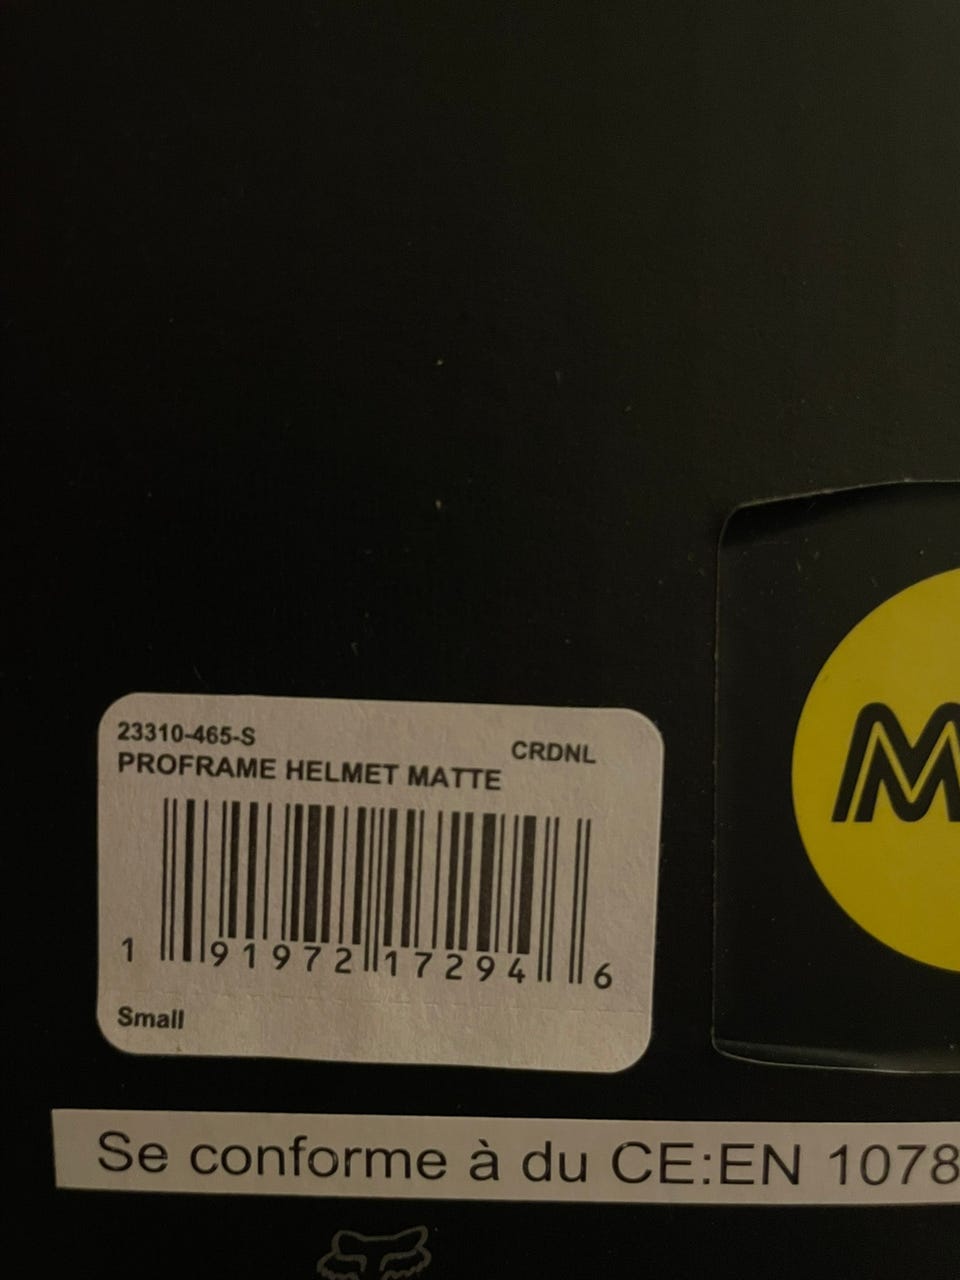 23310-465-S
CRDNL
PROFRAME HELMET MATTE
1 91972 17294 6
Small
M
Se conforme à du CE:EN 1078